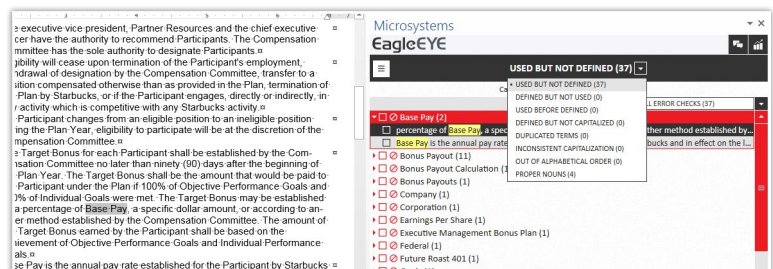 executive vice president, Partner Resources and the chief executive
cer have the authority to recommend Participants. The Compensation
mmittee has the sole authority to designate Participants.¤
gibility will cease upon termination of the Participant's employment,
ndrawal of designation by the Compensation Committee, transfer to a
sition compensated otherwise than as provided in the Plan, termination of
Plan by Starbucks, or if the Participant engages, directly or indirectly, in
activity which is competitive with any Starbucks activity.¤
Participant changes from an eligible position to an ineligible position
ing the Plan Year, eligibility to participate will be at the discretion of the
mpensation Committee.¤
Target Bonus for each Participant shall be established by the Com-
nsation Committee no later than ninety (90) days after the beginning of
Plan Year. The Target Bonus shall be the amount that would be paid to
Participant under the Plan if 100% of Objective Performance Goals and
0% of Individual Goals were met. The Target Bonus may be established
a percentage of Base Pay, a specific dollar amount, or according to an-
er method established by the Compensation Committee. The amount of
Target Bonus earned by the Participant shall be based on the
ievement of Objective Performance Goals and Individual Performance
als.¤
se Pay is the annual pay rate established for the Participant by Starbucks
Microsystems
EagleEYE
USED BUT NOT DEFINED (37)
Ca
USED BUT NOT DEFINED (37)
DEFINED BUT NOT USED (0)
USED BEFORE DEFINED (0)
DEFINED BUT NOT CAPITALIZED (0)
DUPLICATED TERMS (0)
INCONSISTENT CAPITALIZATION (0)
OUT OF ALPHABETICAL ORDER (0)
PROPER NOUNS (4)
LL ERROR CHECKS (37)
Base Pay (2)
percentage of Base Pay, a spec ther method established by...
Base Pay is the annual pay rate bucks and in effect on the l...
Bonus Payout (11)
Bonus Payout Calculation (1
Bonus Payouts (1)
Company (1)
Corporation (1)
Earnings Per Share (1)
Executive Management Bonus Plan (1)
Federal (1)
Future Roast 401 (1)